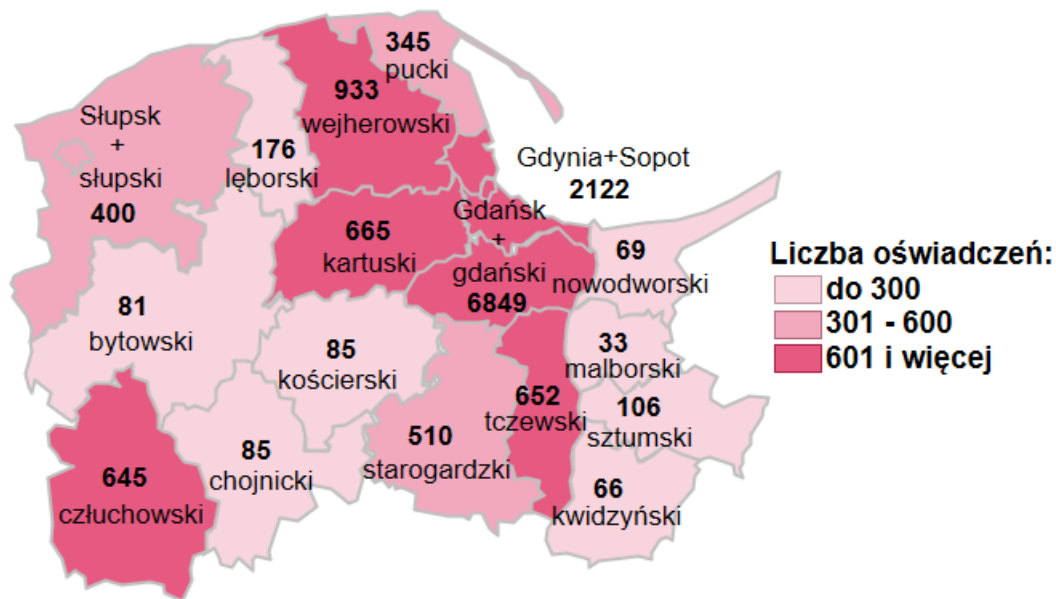 345
pucki
933
wejherowski
Słupsk
+
słupski
400
176
lęborski
Gdynia+Sopot
2122
Gdańsk
+
gdański
6849
665
kartuski
69
nowodworski
Liczba oświadczeń:
do 300
301 - 600
601 i więcej
81
bytowski
85
kościerski
33
malborski
652
tczewski
106
sztumski
510
starogardzki
85
chojnicki
645
człuchowski
66
kwidzyński